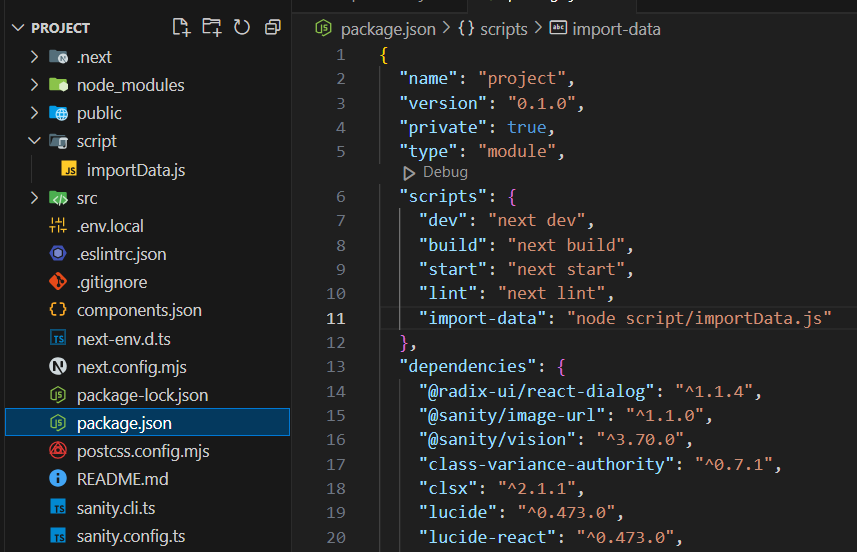 PROJECT
.next
node_modules
public
script
JS importData.js
src
.env.local
.eslintrc.json
.gitignore
components.json
TS next-env.d.ts
next.config.mjs
package-lock.json
package.json
postcss.config.mjs
README.md
TS sanity.cli.ts
TS sanity.config.ts
package.json > {} scripts > abc import-data
1 {
2 "name": "project",
3 "version": "0.1.0",
4 "private": true,
5 "type": "module",
Debug
6 "scripts": {
7 "dev": "next dev",
8 "build": "next build",
9 "start": "next start",
10 "lint": "next lint",
11 "import-data": "node script/importData.js"
12 },
13 "dependencies": {
14 "@radix-ui/react-dialog": "^1.1.4",
15 "@sanity/image-url": "^1.1.0",
16 "@sanity/vision": "^3.70.0",
17 "class-variance-authority": "^0.7.1",
18 "clsx": "^2.1.1",
19 "lucide": "^0.473.0",
20 "lucide-react": "^0.473.0",